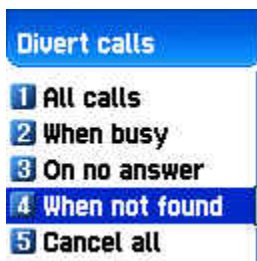 Divert calls
1 All calls
2 When busy
3 On no answer
4 When not found
5 Cancel all